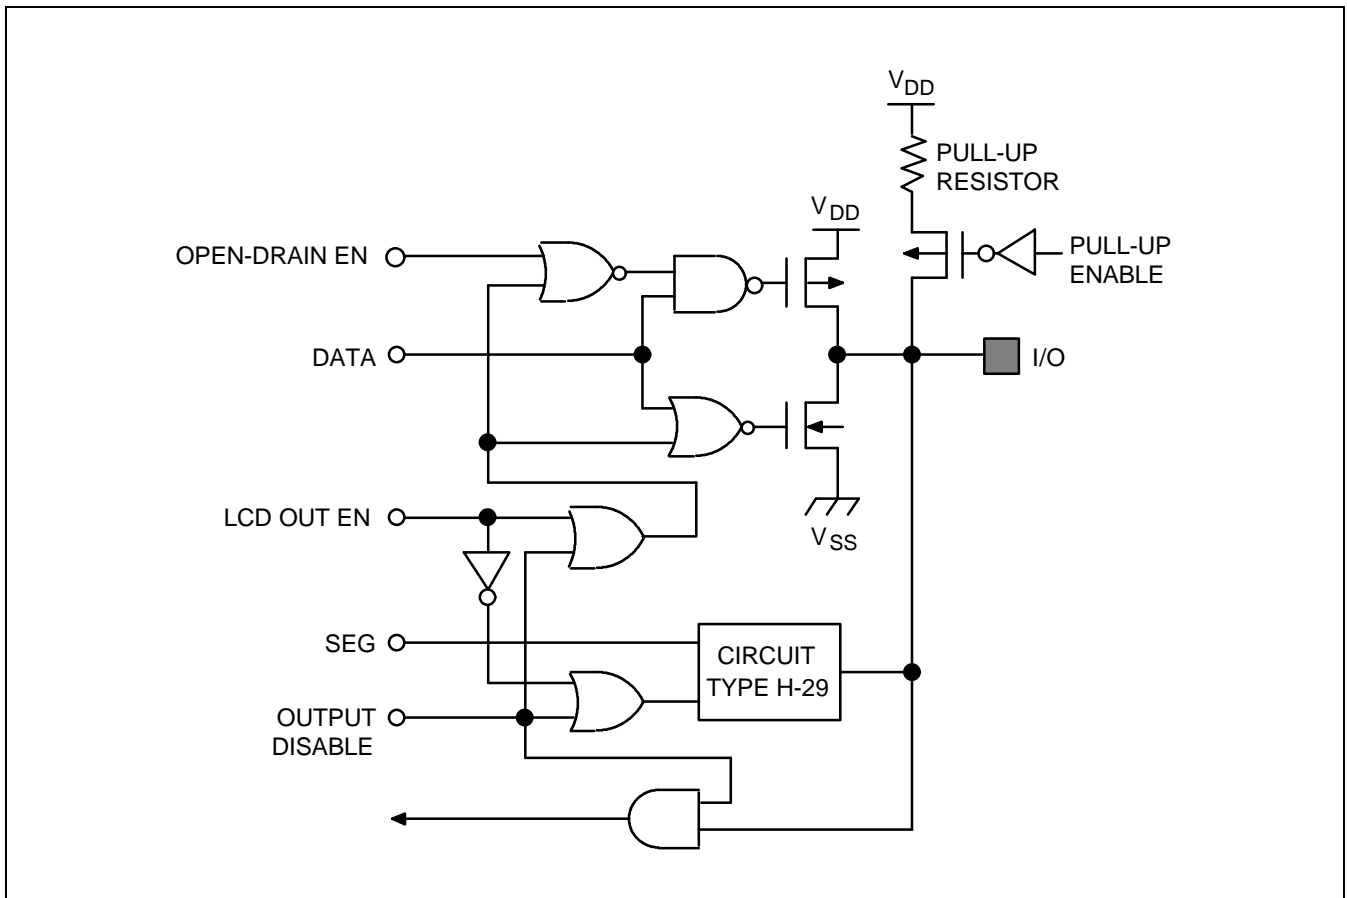 VDD
PULL-UP
RESISTOR
VDD
OPEN-DRAIN EN
PULL-UP
ENABLE
DATA
I/O
LCD OUT EN
VSS
SEG
CIRCUIT
TYPE H-29
OUTPUT
DISABLE